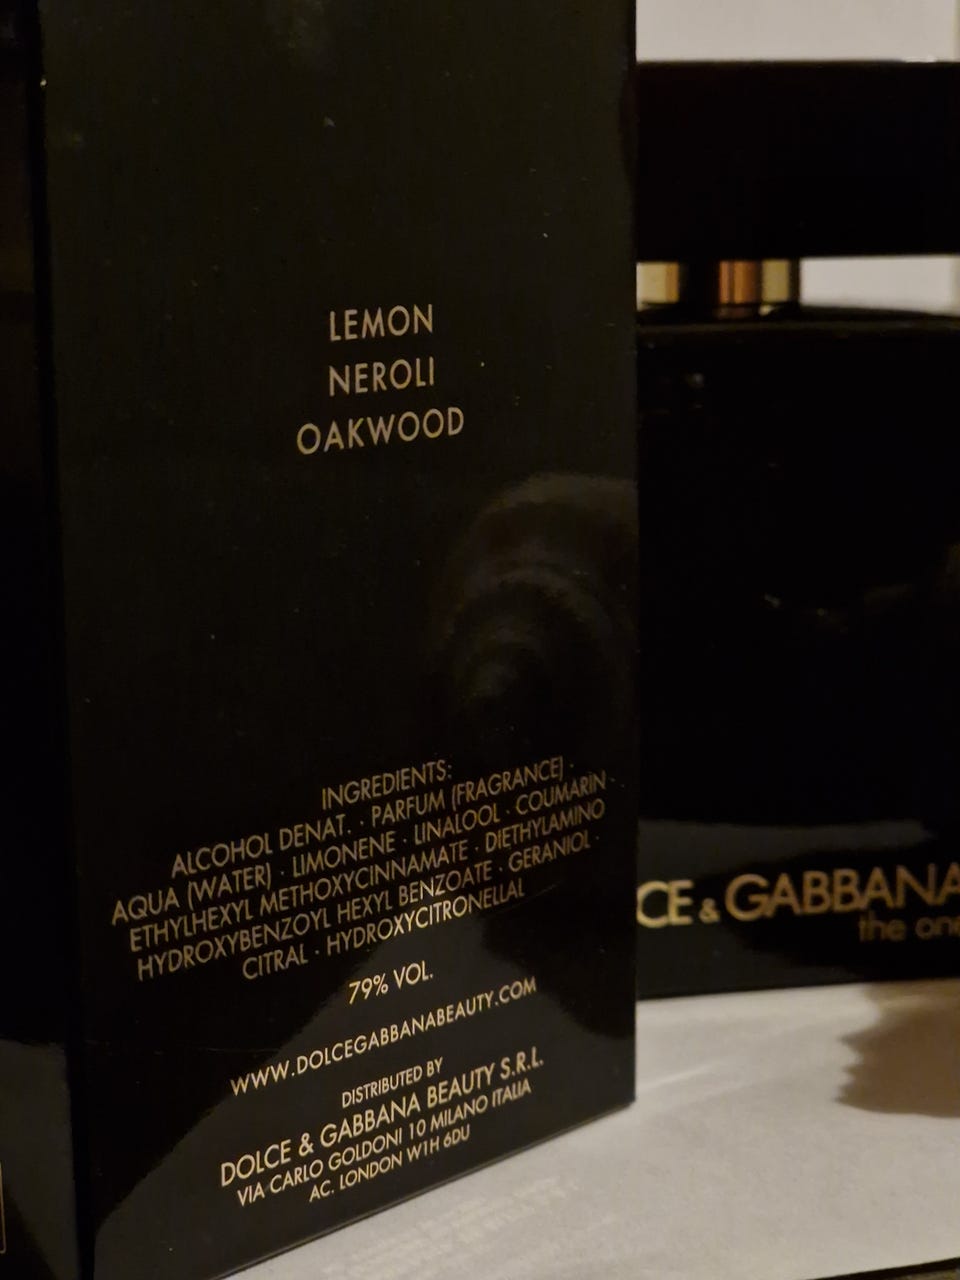 LEMON
NEROLI
OAKWOOD
INGREDIENTS:
ALCOHOL DENAT. · PARFUM (FRAGRANCE) ·
AQUA (WATER) · LIMONENE · LINALOOL · COUMARIN ·
ETHYLHEXYL METHOXYCINNAMATE · DIETHYLAMINO
HYDROXYBENZOYL HEXYL BENZOATE · GERANIOL ·
CITRAL · HYDROXYCITRONELLAL
79% VOL.
WWW.DOLCEGABBANABEAUTY.COM
DISTRIBUTED BY
DOLCE & GABBANA BEAUTY S.R.L.
VIA CARLO GOLDONI 10 MILANO ITALIA
AC. LONDON W1H 6DU
CE & GABBANA
the one